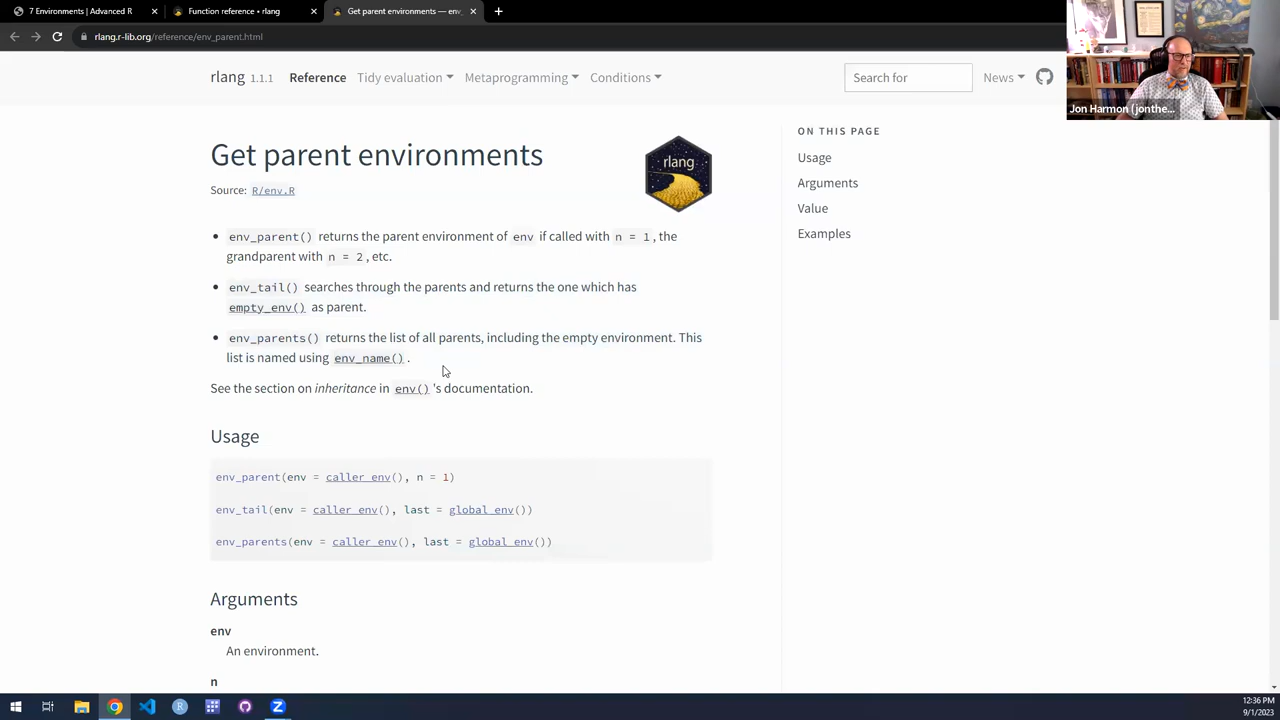 7 Environments | Advanced R
Function reference • rlang
Get parent environments — env_
rlang.r-lib.org/reference/env_parent.html
rlang 1.1.1 Reference Tidy evaluation Metaprogramming Conditions Search for News
Jon Harmon (jonthe...
Get parent environments
rlang
Source: R/env.R
env_parent() returns the parent environment of env if called with n = 1, the
grandparent with n = 2, etc.
env_tail() searches through the parents and returns the one which has
empty_env() as parent.
env_parents() returns the list of all parents, including the empty environment. This
list is named using env_name().
See the section on inheritance in env()'s documentation.
Usage
env_parent(env = caller_env(), n = 1)
env_tail(env = caller_env(), last = global_env())
env_parents(env = caller_env(), last = global_env())
Arguments
env
An environment.
n
ON THIS PAGE
Usage
Arguments
Value
Examples
12:36 PM
9/1/2023